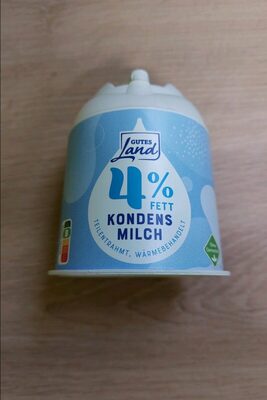 GUTES
Land
4%
FETT
KONDENS
MILCH
TEILENTRAHMT, WÄRMEBEHANDELT